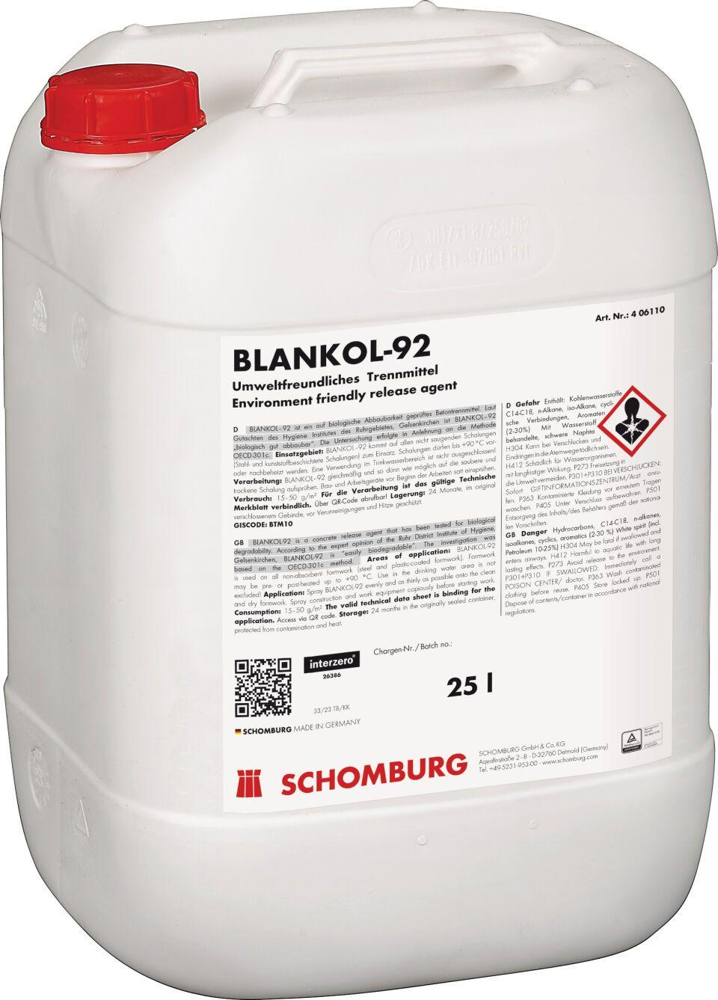 3H1/X1.8/250/02
/DK E11-97051 RVI
Art. Nr.: 4 06110
BLANKOL-92
Umweltfreundliches Trennmittel
Environment friendly release agent
D BLANKOL-92 ist ein auf biologische Abbaubarkeit geprüftes Betontrennmittel. Laut
Gutachten des Hygiene Institutes des Ruhrgebietes, Gelsenkirchen ist BLANKOL-92
„biologisch gut abbaubar". Die Untersuchung erfolgte in Anlehnung an die Methode
OECD-301c. Einsatzgebiet: BLANKOL-92 kommt auf allen nicht saugenden Schalungen
(Stahl- und kunststoffbeschichtete Schalungen) zum Einsatz. Schalungen dürfen bis +90 °C vor-
oder nachbeheizt werden. Eine Verwendung im Trinkwasserbereich ist nicht ausgeschlossen!
Verarbeitung: BLANKOL-92 gleichmäßig und so dünn wie möglich auf die saubere und
trockene Schalung aufsprühen. Bau- und Arbeitsgeräte vor Beginn der Arbeiten satt einsprühen.
Verbrauch: 15-50 g/m² Für die Verarbeitung ist das gültige Technische
Merkblatt verbindlich. Über QR-Code abrufbar! Lagerung: 24 Monate, im original
verschlossenem Gebinde, vor Verunreinigungen und Hitze geschützt.
GISCODE: BTM10
GB BLANKOL-92 is a concrete release agent that has been tested for biological
degradability. According to the expert opinion of the Ruhr District Institute of Hygiene,
Gelsenkirchen, BLANKOL-92 is "easily biodegradable". The investigation was
based on the OECD-301c method. Areas of application: BLANKOL-92
is used on all non-absorbent formwork (steel and plastic-coated formwork). Formwork
may be pre- or post-heated up to +90 °C. Use in the drinking water area is not
excluded! Application: Spray BLANKOL-92 evenly and as thinly as possible onto the clean
and dry formwork. Spray construction and work equipment copiously before starting work.
Consumption: 15-50 g/m² The valid technical data sheet is binding for the
application. Access via QR code. Storage: 24 months in the originally sealed container,
protected from contamination and heat.
D Gefahr Enthält: Kohlenwasserstoffe
C14-C18, n-Alkane, iso-Alkane, cycli-
sche Verbindungen, Aromaten
(2-30%) Mit Wasserstoff
behandelte, schwere Naphta
H304 Kann bei Verschlucken und
Eindringen in die Atemwege tödlich sein.
H412 Schädlich für Wasserorganismen,
mit langfristiger Wirkung. P273 Freisetzung in
die Umwelt vermeiden. P301+P310 BEI VERSCHLUCKEN:
Sofort GIFTINFORMATIONSZENTRUM/Arzt anru-
fen. P363 Kontaminierte Kleidung vor erneutem Tragen
waschen. P405 Unter Verschluss aufbewahren. P501
Entsorgung des Inhalts/des Behälters gemäß den nationa-
len Vorschriften.
GB Danger Hydrocarbons, C14-C18, n-alkanes,
isoalkanes, cyclics, aromatics (2-30 %) White spirit (incl.
Petroleum 10-25%) H304 May be fatal if swallowed and
enters airways. H412 Harmful to aquatic life with long
lasting effects. P273 Avoid release to the environment.
P301+P310 IF SWALLOWED: Immediately call a
POISON CENTER/ doctor. P363 Wash contaminated
clothing before reuse. P405 Store locked up. P501
Dispose of contents/container in accordance with national
regulations.
Chargen-Nr./Batch no.:
interzero®
26386
25 l
33/23 TB/KK
SCHOMBURG MADE IN GERMANY
SCHOMBURG
SCHOMBURG GmbH & Co. KG
Aquafinstraße 2-8 · D-32760 Detmold (Germany)
Tel. +49-5231-953-00 · www.schomburg.com